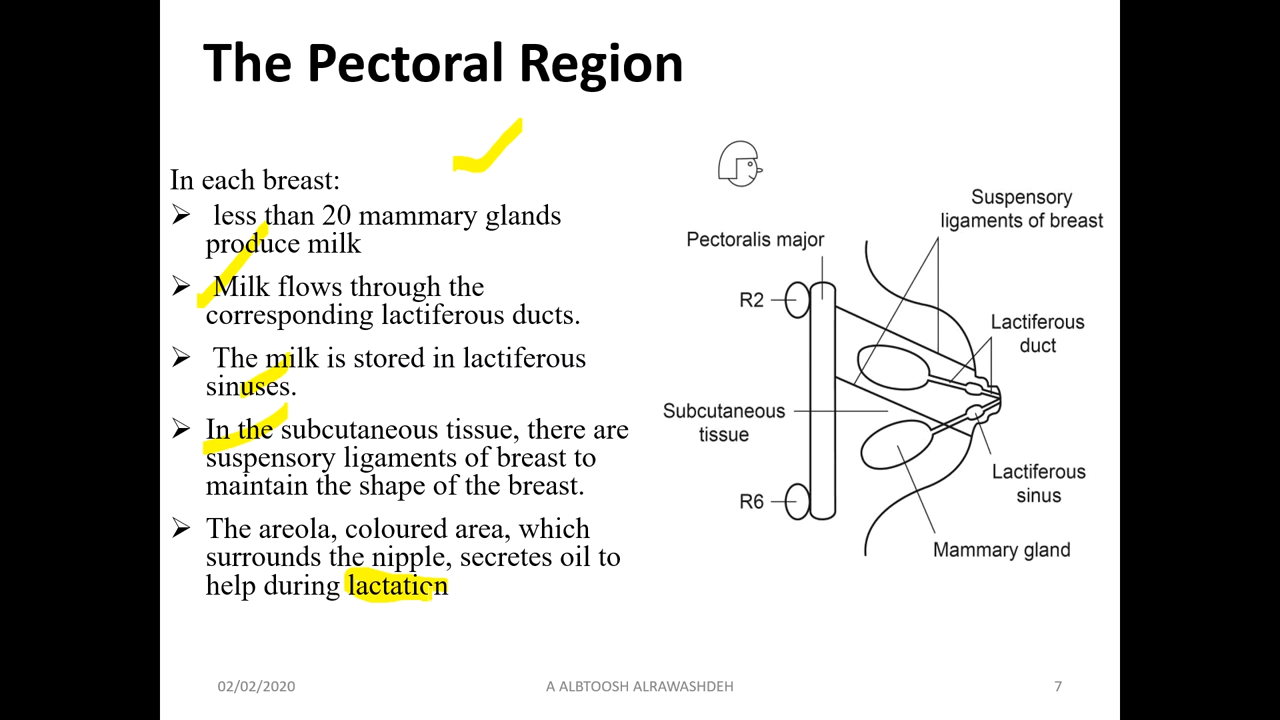 The Pectoral Region
In each breast:
➢ less than 20 mammary glands
produce milk
➢ Milk flows through the
corresponding lactiferous ducts.
➢ The milk is stored in lactiferous
sinuses.
➢ In the subcutaneous tissue, there are
suspensory ligaments of breast to
maintain the shape of the breast.
➢ The areola, coloured area, which
surrounds the nipple, secretes oil to
help during lactation
Suspensory
ligaments of breast
Pectoralis major
R2
Lactiferous
duct
Subcutaneous
tissue
Lactiferous
sinus
R6
Mammary gland
02/02/2020
A ALBTOOSH ALRAWASHDEH
7